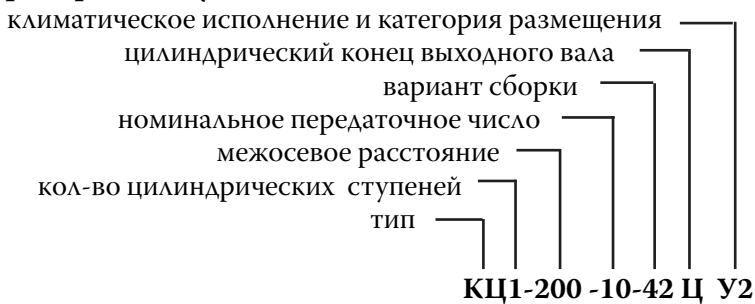 климатическое исполнение и категория размещения
цилиндрический конец выходного вала
вариант сборки
номинальное передаточное число
межосевое расстояние
кол-во цилиндрических ступеней
тип
КЦ1-200 -10-42 Ц У2